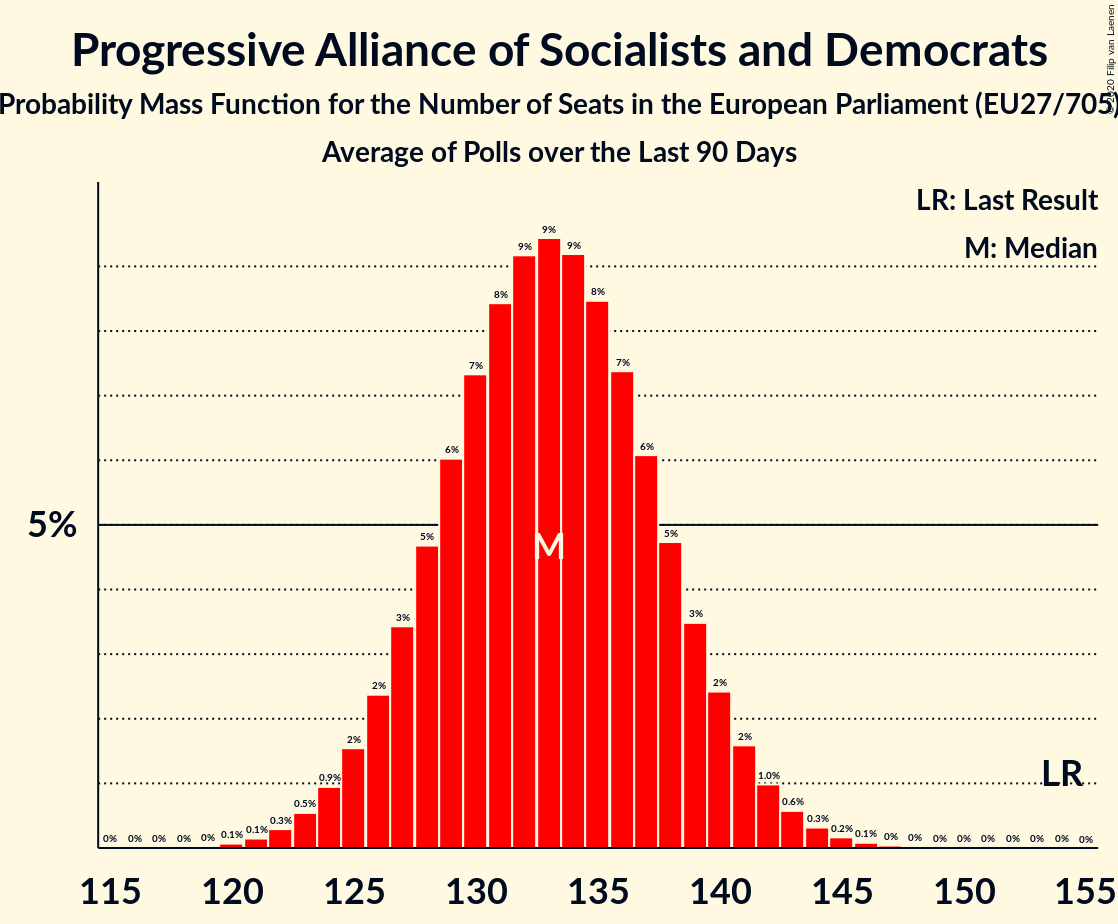 Progressive Alliance of Socialists and Democrats
Probability Mass Function for the Number of Seats in the European Parliament (EU27/705)
Average of Polls over the Last 90 Days
© 2020 Filip van Laenen
LR: Last Result
M: Median
5%
0% 0% 0% 0% 0% 0.1% 0.1% 0.3% 0.5% 0.9% 2% 2% 3% 5% 6% 7% 8% 9% 9% 9% 8% 7% 6% 5% 3% 2% 2% 1.0% 0.6% 0.3% 0.2% 0.1% 0% 0% 0% 0% 0% 0% 0% 0% 0%
M
LR
115 120 125 130 135 140 145 150 155